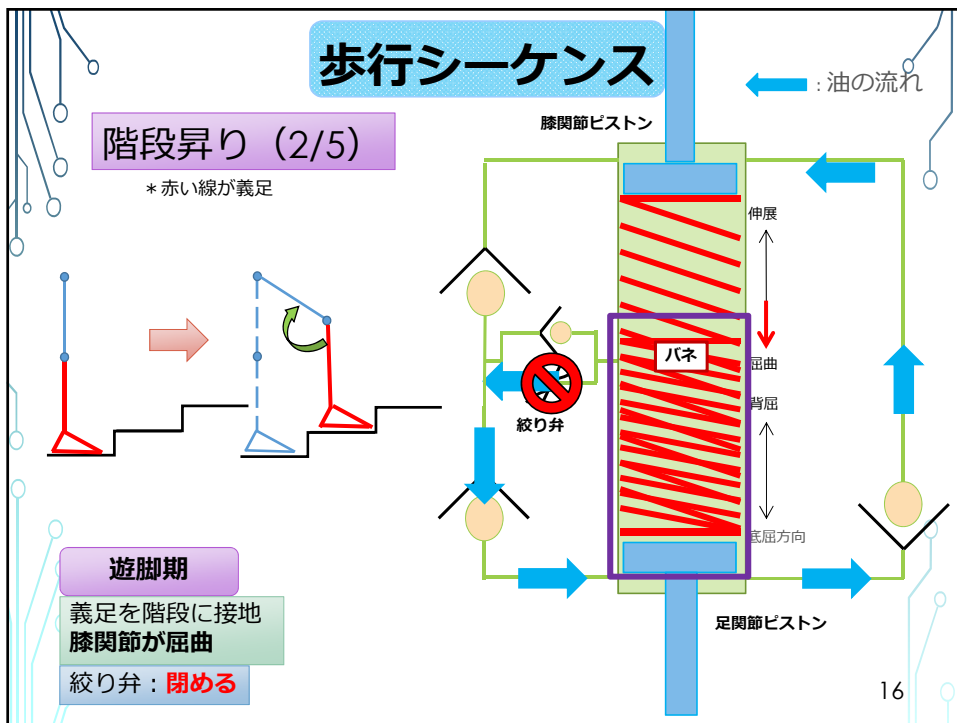 歩行シーケンス
：油の流れ
階段昇り（2/5）
＊赤い線が義足
膝関節ピストン
伸展
バネ
屈曲
背屈
絞り弁
底屈方向
足関節ピストン
遊脚期
義足を階段に接地
膝関節が屈曲
絞り弁：閉める
16